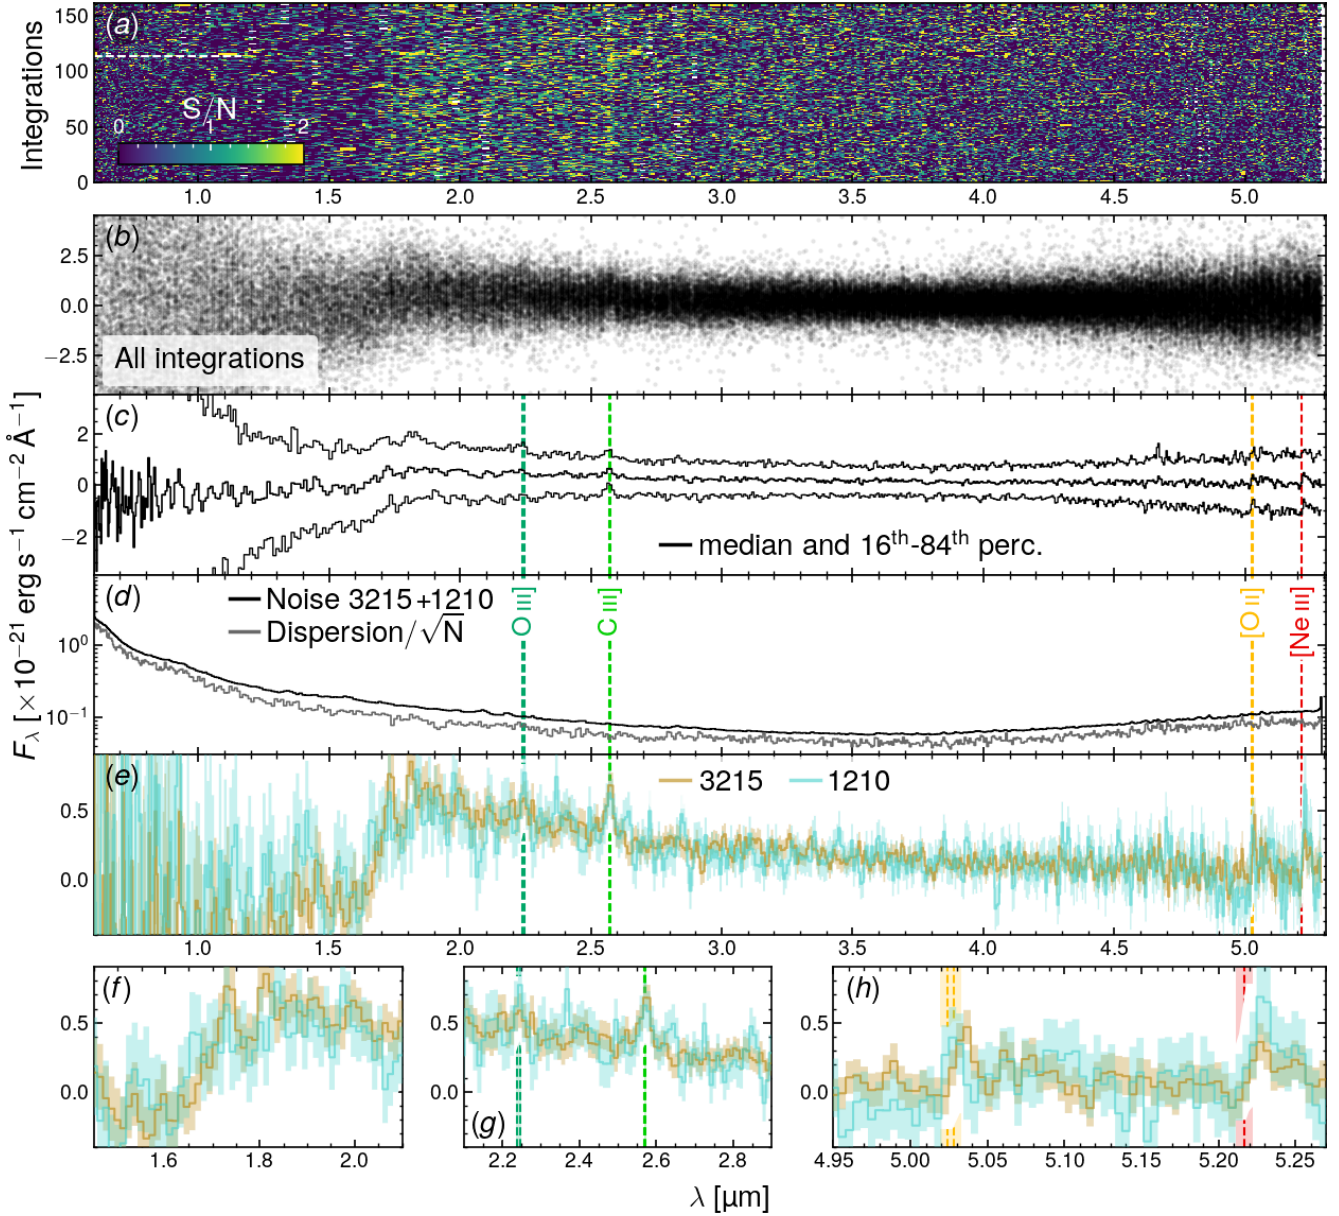 (a)
S/N
0 1 2
Integrations
150
100
50
0
1.0 1.5 2.0 2.5 3.0 3.5 4.0 4.5 5.0
(b)
2.5
0.0
−2.5
All integrations
(c)
2
0
−2
median and 16th-84th perc.
(d)
Noise 3215+1210
Dispersion/√N
10⁰
10⁻¹
O III]
C III]
[O II]
[Ne III]
Fλ [×10⁻²¹ erg s⁻¹ cm⁻² Å⁻¹]
(e)
3215
1210
0.5
0.0
1.0 1.5 2.0 2.5 3.0 3.5 4.0 4.5 5.0
(f)
0.5
0.0
1.6 1.8 2.0
(g)
0.5
0.0
2.2 2.4 2.6 2.8
(h)
0.5
0.0
4.95 5.00 5.05 5.10 5.15 5.20 5.25
λ [μm]